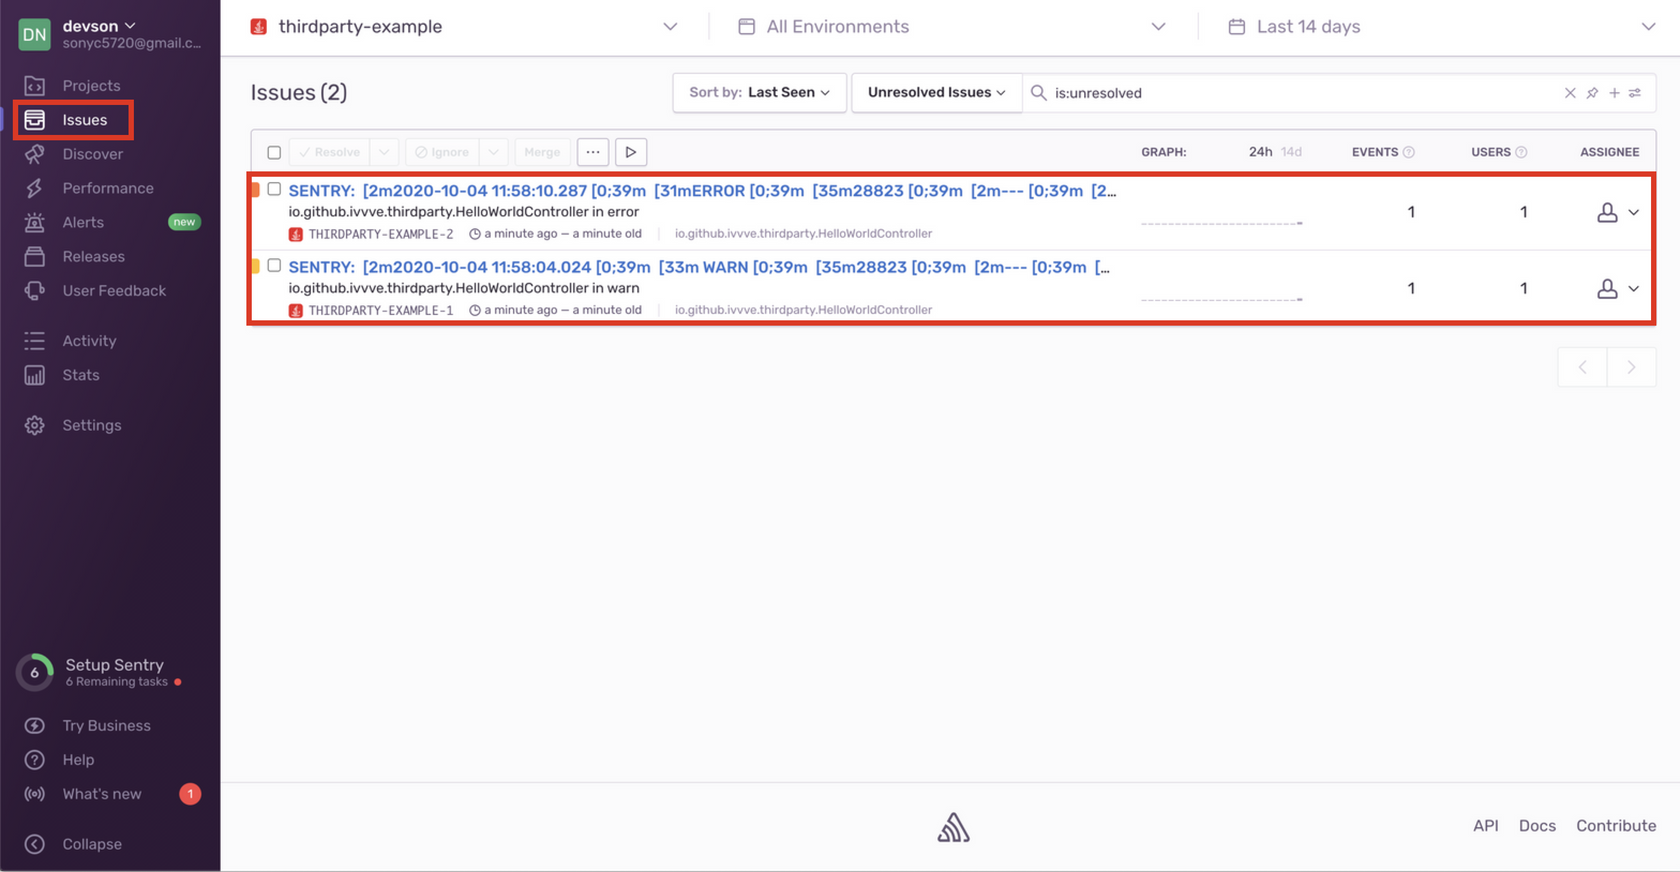 DN
devson
sonyc5720@gmail.c...
Projects
Issues
Discover
Performance
Alerts
new
Releases
User Feedback
Activity
Stats
Settings
6
Setup Sentry
6 Remaining tasks
Try Business
Help
What's new
1
Collapse
thirdparty-example
All Environments
Last 14 days
Issues (2)
Sort by: Last Seen
Unresolved Issues
is:unresolved
Resolve
Ignore
Merge
GRAPH: 24h 14d
EVENTS
USERS
ASSIGNEE
SENTRY: [2m2020-10-04 11:58:10.287 [0;39m [31mERROR [0;39m [35m28823 [0;39m [2m--- [0;39m [2...
io.github.ivvve.thirdparty.HelloWorldController in error
THIRDPARTY-EXAMPLE-2 a minute ago — a minute old io.github.ivvve.thirdparty.HelloWorldController
1 1
SENTRY: [2m2020-10-04 11:58:04.024 [0;39m [33m WARN [0;39m [35m28823 [0;39m [2m--- [0;39m [...
io.github.ivvve.thirdparty.HelloWorldController in warn
THIRDPARTY-EXAMPLE-1 a minute ago — a minute old io.github.ivvve.thirdparty.HelloWorldController
1 1
API Docs Contribute